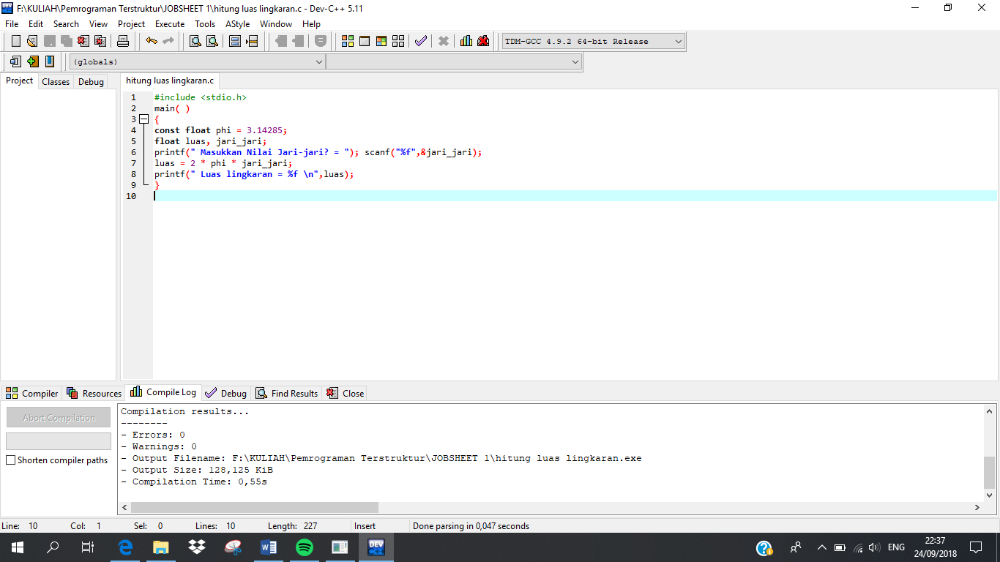 F:\KULIAH\Pemrograman Terstruktur\JOBSHEET 1\hitung luas lingkaran.c - Dev-C++ 5.11
File Edit Search View Project Execute Tools AStyle Window Help
TDM-GCC 4.9.2 64-bit Release
(globals)
Project Classes Debug
hitung luas lingkaran.c
1 #include <stdio.h>
2 main( )
3 {
4 const float phi = 3.14285;
5 float luas, jari_jari;
6 printf(" Masukkan Nilai Jari-jari? = "); scanf("%f",&jari_jari);
7 luas = 2 * phi * jari_jari;
8 printf(" Luas lingkaran = %f \n",luas);
9 }
10
Compiler Resources Compile Log Debug Find Results Close
Abort Compilation
Shorten compiler paths
Compilation results...
--------
- Errors: 0
- Warnings: 0
- Output Filename: F:\KULIAH\Pemrograman Terstruktur\JOBSHEET 1\hitung luas lingkaran.exe
- Output Size: 128,125 KiB
- Compilation Time: 0,55s
Line: 10 Col: 1 Sel: 0 Lines: 10 Length: 227 Insert Done parsing in 0,047 seconds
DEV
ENG
22:37
24/09/2018